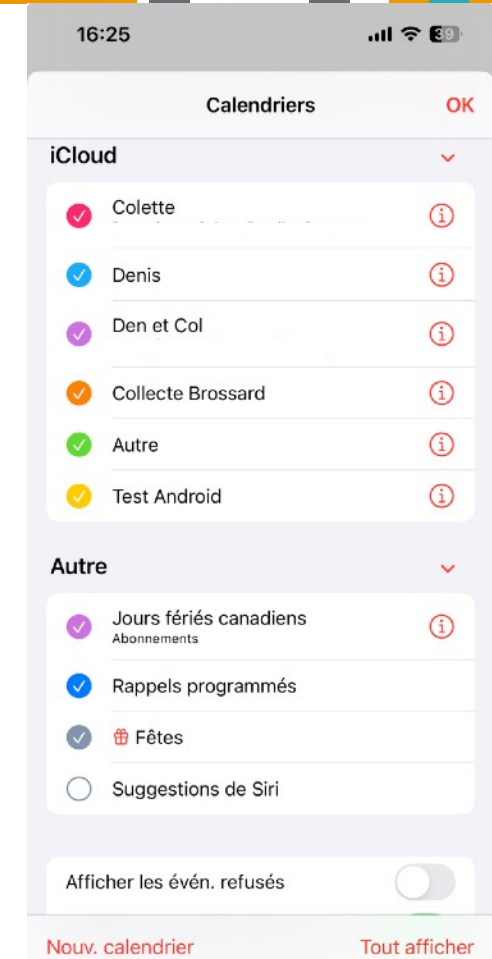 16:25 39
Calendriers OK
iCloud
Colette
Denis
Den et Col
Collecte Brossard
Autre
Test Android
Autre
Jours fériés canadiens
Abonnements
Rappels programmés
Fêtes
Suggestions de Siri
Afficher les évén. refusés
Nouv. calendrier Tout afficher